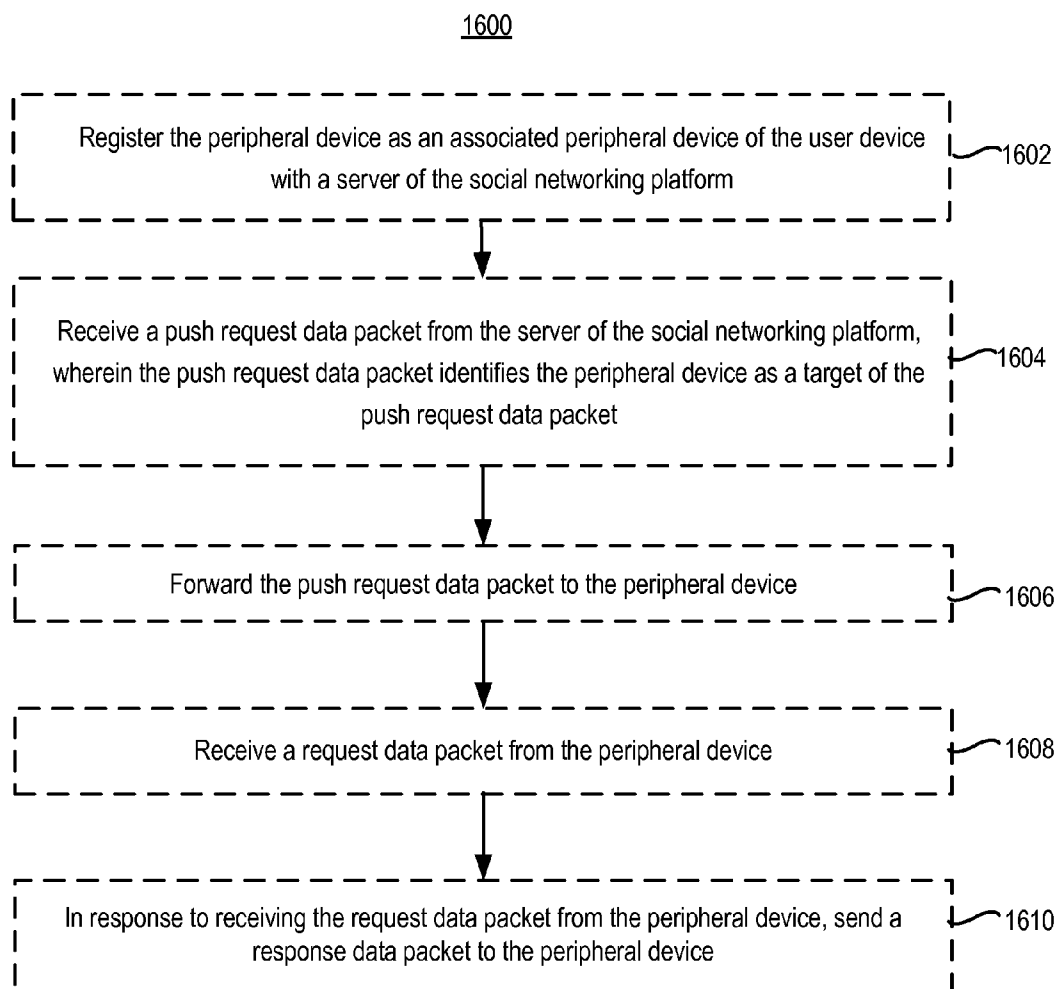 1600
Register the peripheral device as an associated peripheral device of the user device
with a server of the social networking platform
1602
Receive a push request data packet from the server of the social networking platform,
wherein the push request data packet identifies the peripheral device as a target of the
push request data packet
1604
Forward the push request data packet to the peripheral device
1606
Receive a request data packet from the peripheral device
1608
In response to receiving the request data packet from the peripheral device, send a
response data packet to the peripheral device
1610